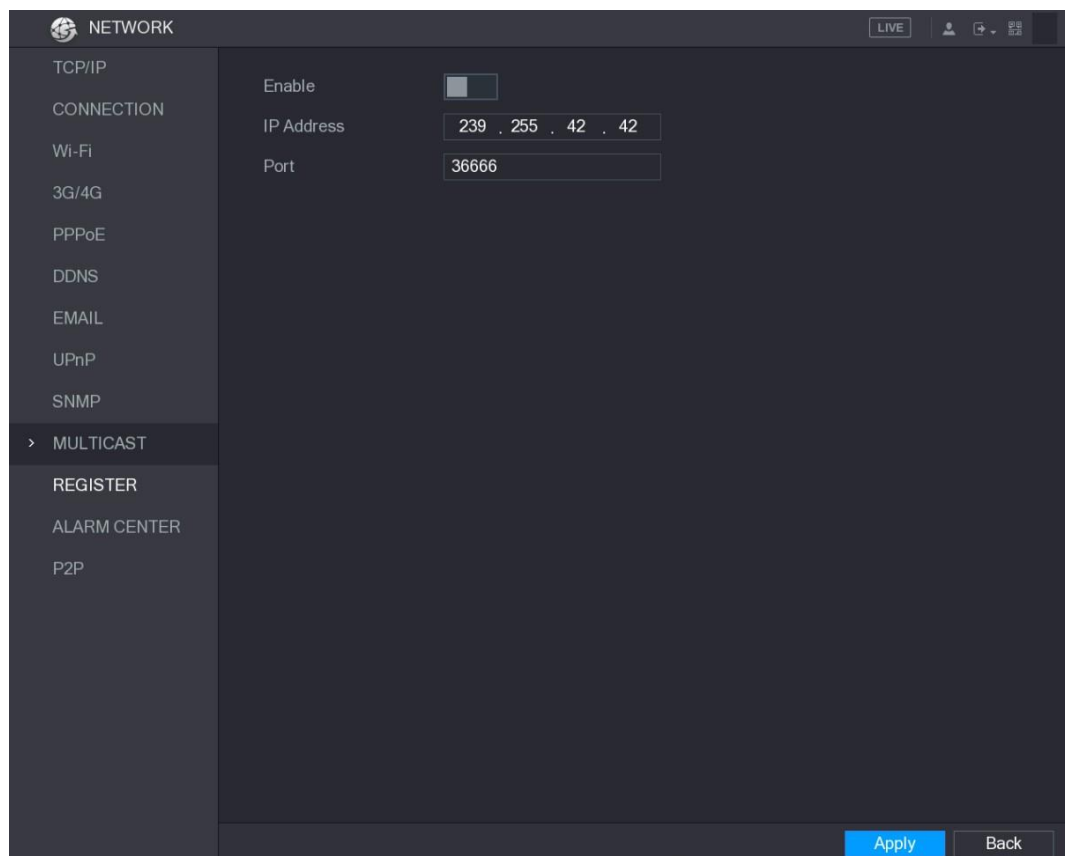 NETWORK
LIVE
TCP/IP
CONNECTION
Wi-Fi
3G/4G
PPPoE
DDNS
EMAIL
UPnP
SNMP
MULTICAST
REGISTER
ALARM CENTER
P2P
Enable
IP Address 239 . 255 . 42 . 42
Port 36666
Apply Back